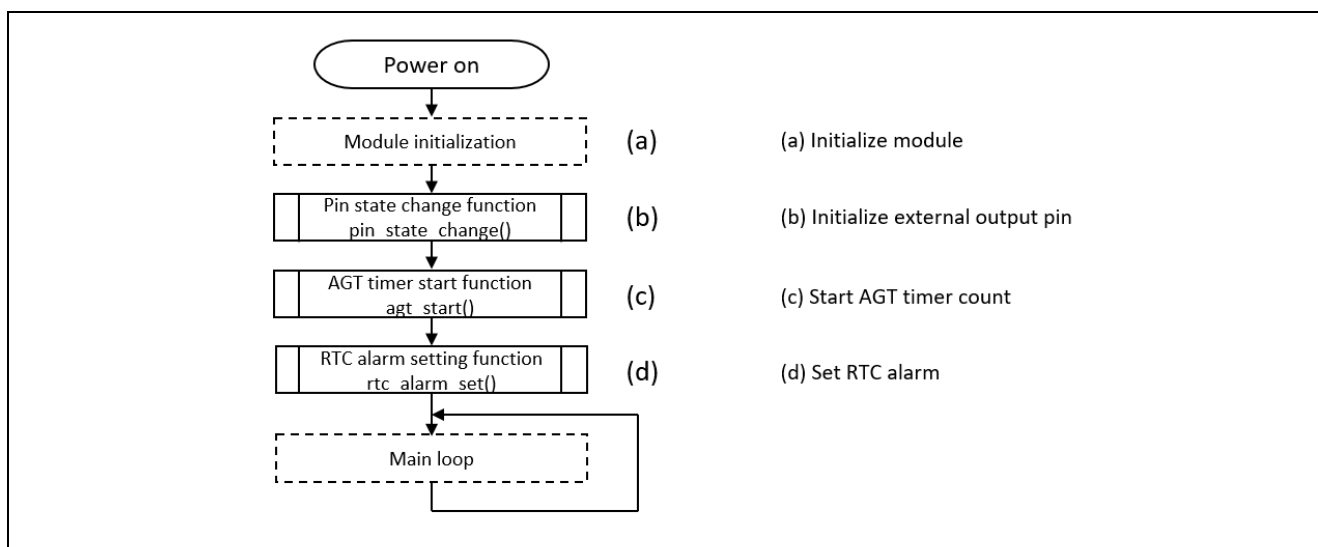 Power on
Module initialization
(a)
(a) Initialize module
Pin state change function
pin_state_change()
(b)
(b) Initialize external output pin
AGT timer start function
agt_start()
(c)
(c) Start AGT timer count
RTC alarm setting function
rtc_alarm_set()
(d)
(d) Set RTC alarm
Main loop